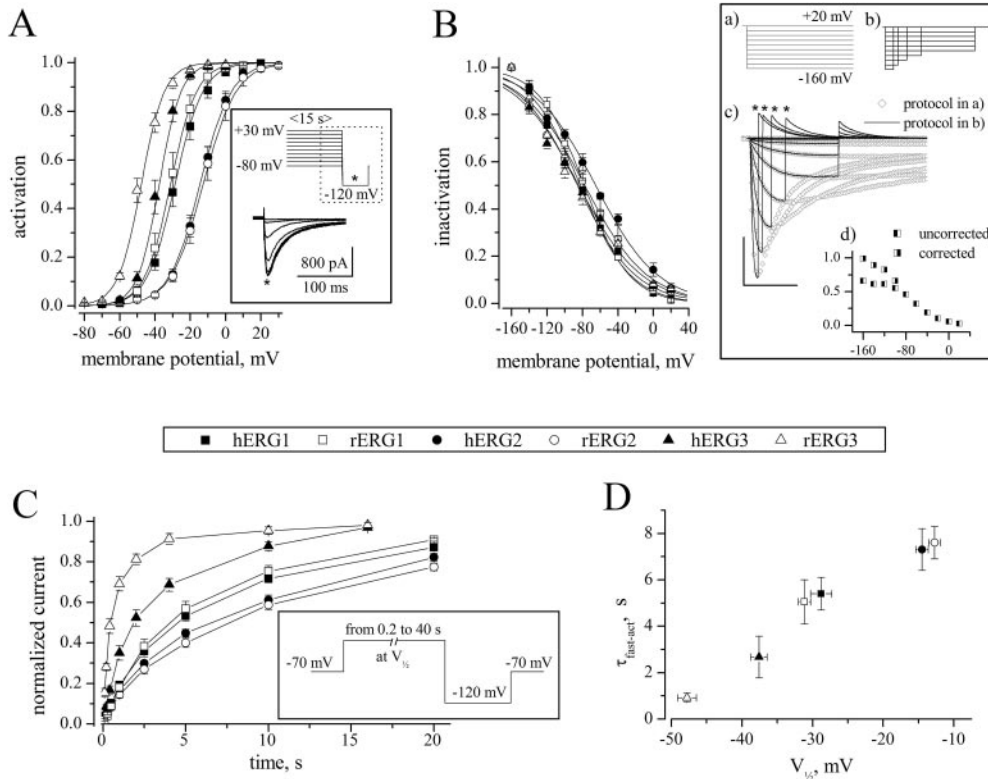 A
activation
1.0
0.8
0.6
0.4
0.2
0.0
-80 -60 -40 -20 0 20
membrane potential, mV
<15 s>
+30 mV
-80 mV
*
-120 mV
800 pA
100 ms
*
B
inactivation
1.0
0.8
0.6
0.4
0.2
0.0
-160 -120 -80 -40 0 40
membrane potential, mV
a)
+20 mV
-160 mV
b)
c)
* * * *
protocol in a)
protocol in b)
d)
uncorrected
corrected
1.0
0.5
0.0
-160 -80 0
hERG1 rERG1 hERG2 rERG2 hERG3 rERG3
C
normalized current
1.0
0.8
0.6
0.4
0.2
0.0
0 5 10 15 20
time, s
from 0.2 to 40 s
at V½
-70 mV
-70 mV
-120 mV
D
τfast-act, s
8
6
4
2
0
-50 -40 -30 -20 -10
V½, mV